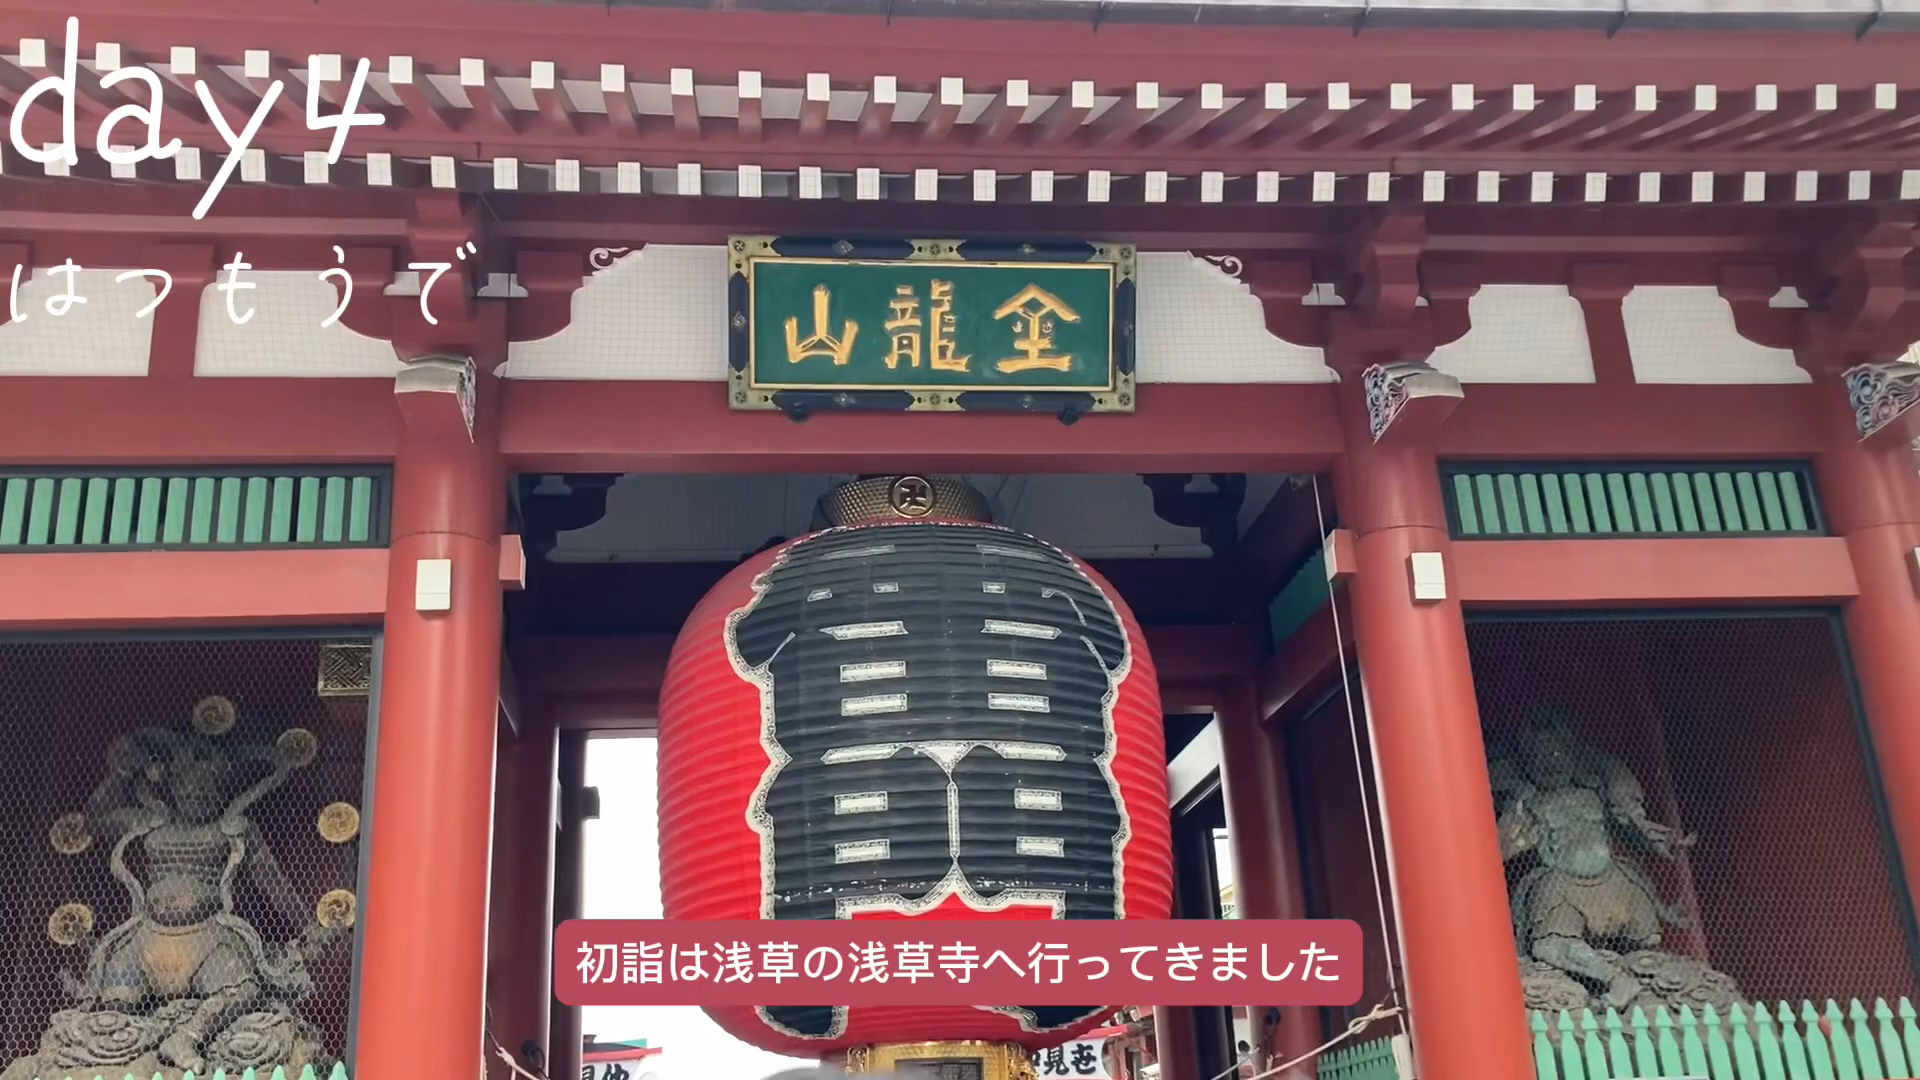 day4
はつもうで
金龍山
初詣は浅草の浅草寺へ行ってきました